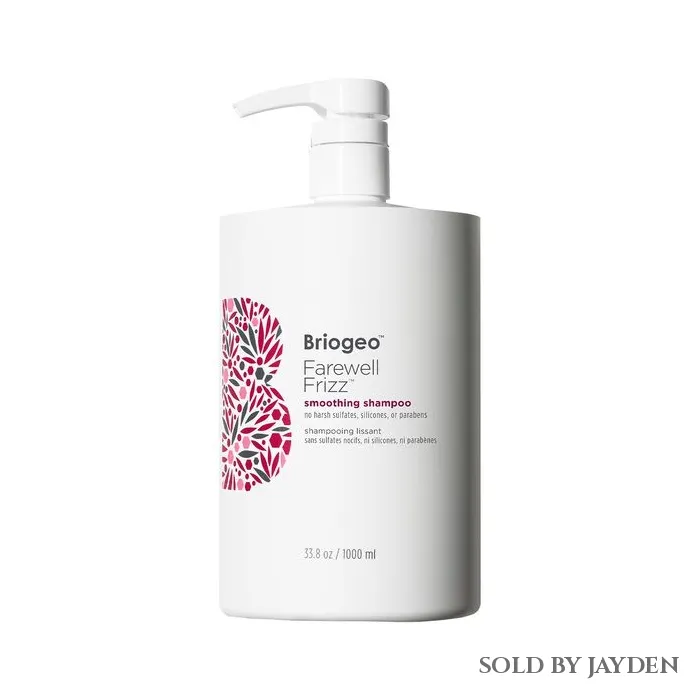 Briogeo™
Farewell
Frizz™
smoothing shampoo
no harsh sulfates, silicones, or parabens
shampooing lissant
sans sulfates nocifs, ni silicones, ni parabènes
33.8 oz / 1000 ml
SOLD BY JAYDEN